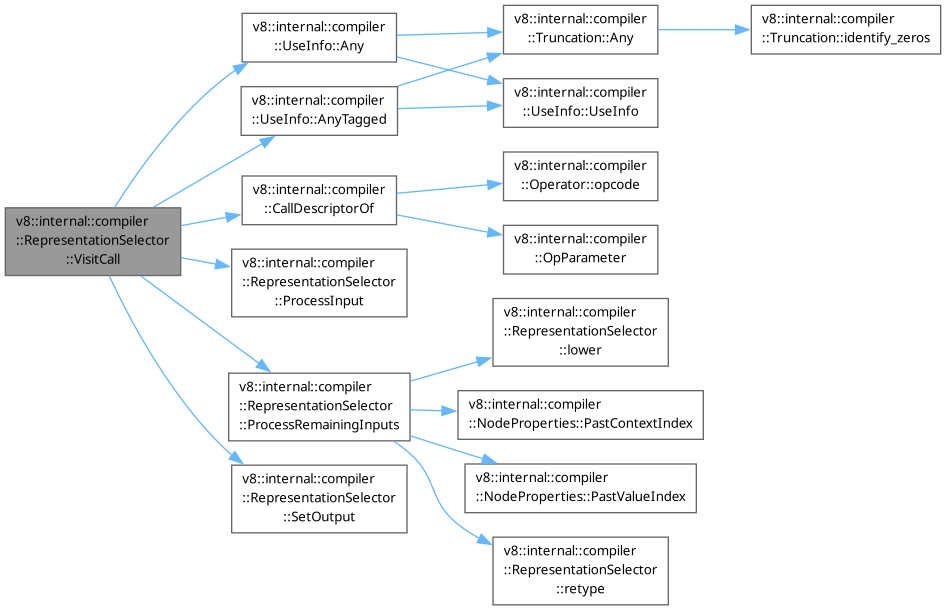 v8::internal::compiler
::RepresentationSelector
::VisitCall
v8::internal::compiler
::UseInfo::Any
v8::internal::compiler
::UseInfo::AnyTagged
v8::internal::compiler
::CallDescriptorOf
v8::internal::compiler
::RepresentationSelector
::ProcessInput
v8::internal::compiler
::RepresentationSelector
::ProcessRemainingInputs
v8::internal::compiler
::RepresentationSelector
::SetOutput
v8::internal::compiler
::Truncation::Any
v8::internal::compiler
::UseInfo::UseInfo
v8::internal::compiler
::Operator::opcode
v8::internal::compiler
::OpParameter
v8::internal::compiler
::RepresentationSelector
::lower
v8::internal::compiler
::NodeProperties::PastContextIndex
v8::internal::compiler
::NodeProperties::PastValueIndex
v8::internal::compiler
::RepresentationSelector
::retype
v8::internal::compiler
::Truncation::identify_zeros